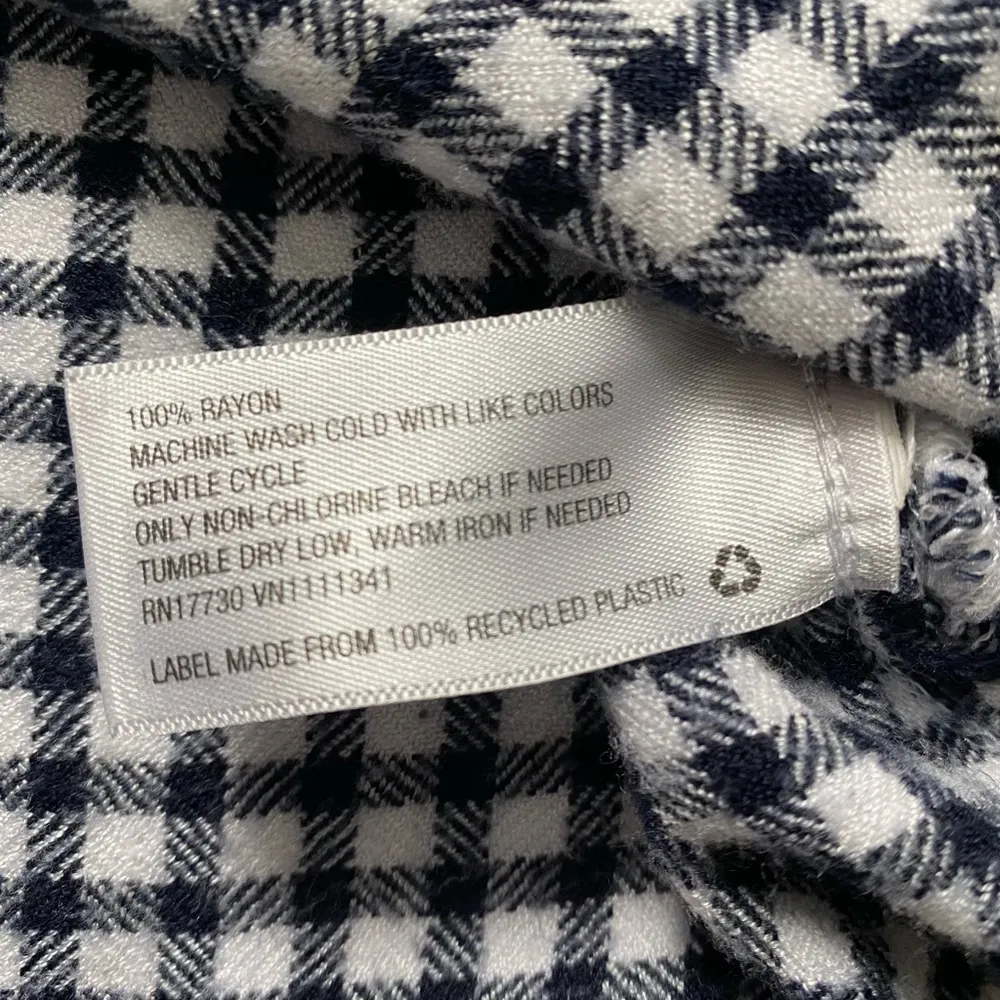 100% RAYON
MACHINE WASH COLD WITH LIKE COLORS
GENTLE CYCLE
ONLY NON-CHLORINE BLEACH IF NEEDED
TUMBLE DRY LOW, WARM IRON IF NEEDED
RN17730 VN1111341
LABEL MADE FROM 100% RECYCLED PLASTIC